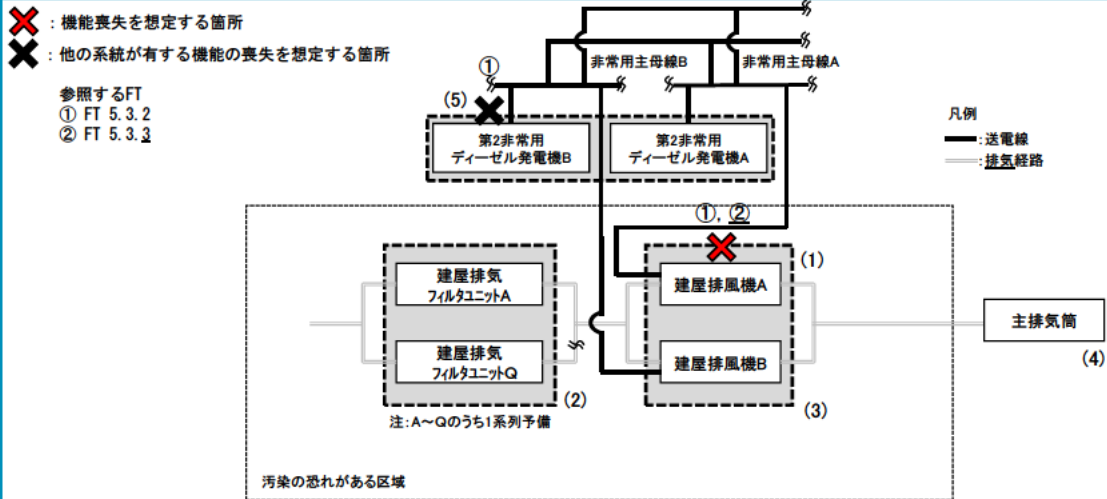 ：機能喪失を想定する箇所
：他の系統が有する機能の喪失を想定する箇所
参照するFT
① FT 5.3.2
② FT 5.3.3
①
非常用主母線B
非常用主母線A
(5)
第2非常用
ディーゼル発電機B
第2非常用
ディーゼル発電機A
凡例
：送電線
：排気経路
①, ②
(1)
建屋排気
フィルタユニットA
建屋排風機A
主排気筒
(4)
建屋排気
フィルタユニットQ
建屋排風機B
(2)
(3)
注：A～Qのうち1系列予備
汚染の恐れがある区域